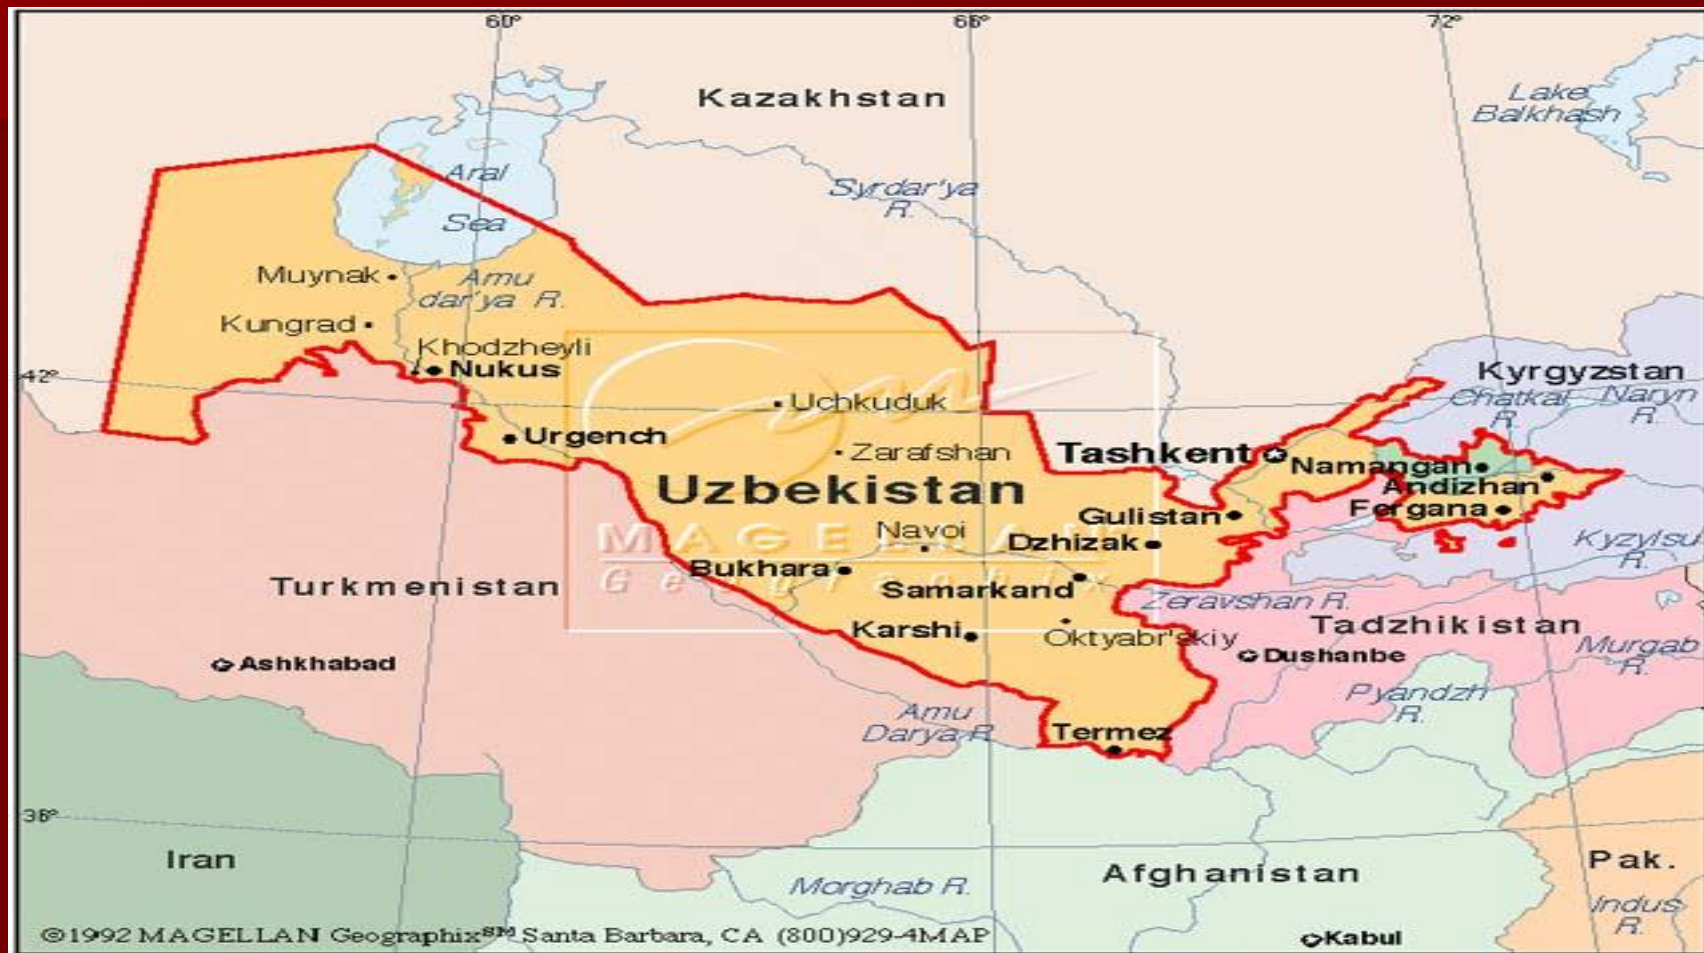 60°
66°
72°
Kazakhstan
Lake
Balkhash
Aral
Sea
Syrdar'ya
R.
Muynak
Amu
dar'ya R.
Kungrad
Khodzheyli
Nukus
42°
Kyrgyzstan
Chatkal
R.
Naryn
R.
Uchkuduk
Urgench
Zarafshan
Tashkent
Namangan
Andizhan
Fergana
Uzbekistan
Gulistan
Navoi
Dzhizak
MAGELLAN
Geographix
Kyzylsu
R.
Bukhara
Samarkand
Turkmenistan
Zeravshan R.
Karshi
Oktyabr'skiy
Tadzhikistan
Murgab
R.
Ashkhabad
Dushanbe
Pyandzh
R.
Amu
Darya R.
Termez
36°
Iran
Afghanistan
Pak.
Morghab R.
Indus
R.
©1992 MAGELLAN Geographix℠ Santa Barbara, CA (800)929-4MAP
Kabul